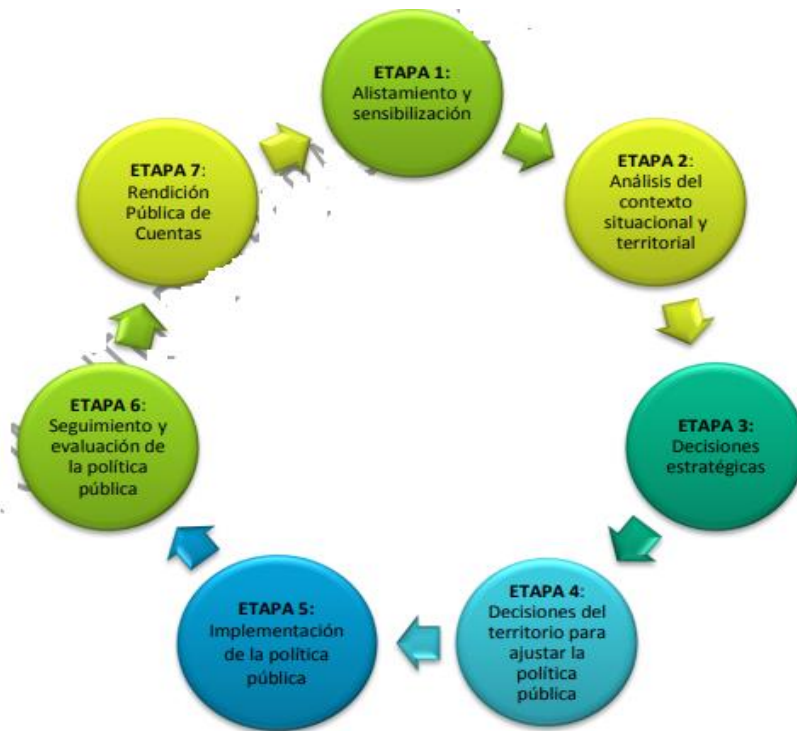 ETAPA 1:
Alistamiento y
sensibilización
ETAPA 2:
Análisis del
contexto
situacional y
territorial
ETAPA 3:
Decisiones
estratégicas
ETAPA 4:
Decisiones del
territorio para
ajustar la
política
pública
ETAPA 5:
Implementación
de la política
pública
ETAPA 6:
Seguimiento y
evaluación de
la política
pública
ETAPA 7:
Rendición
Pública de
Cuentas